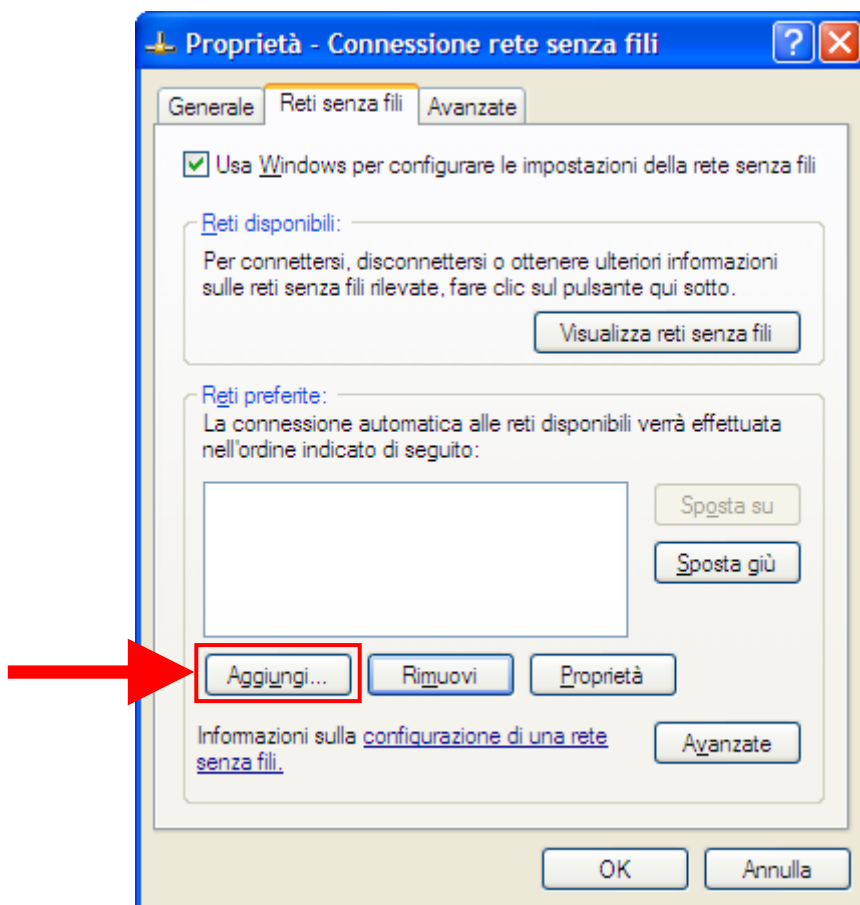 Proprietà - Connessione rete senza fili
Generale Reti senza fili Avanzate
Usa Windows per configurare le impostazioni della rete senza fili
Reti disponibili:
Per connettersi, disconnettersi o ottenere ulteriori informazioni
sulle reti senza fili rilevate, fare clic sul pulsante qui sotto.
Visualizza reti senza fili
Reti preferite:
La connessione automatica alle reti disponibili verrà effettuata
nell'ordine indicato di seguito:
Sposta su
Sposta giù
Aggiungi... Rimuovi Proprietà
Informazioni sulla configurazione di una rete
senza fili.
Avanzate
OK Annulla